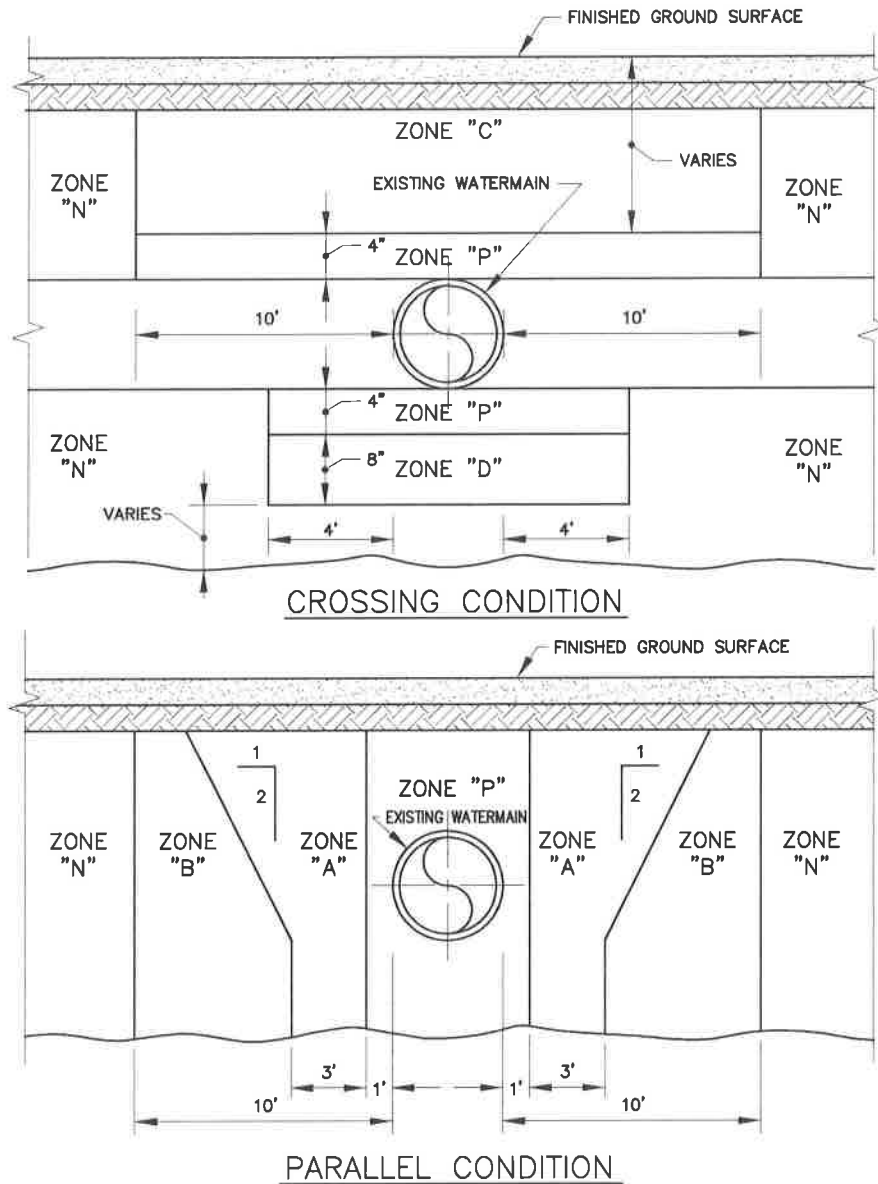 FINISHED GROUND SURFACE
ZONE "C"
VARIES
EXISTING WATERMAIN
ZONE
"N"
ZONE
"N"
4"
ZONE "P"
10'
10'
4"
ZONE "P"
ZONE
"N"
ZONE
"N"
8"
ZONE "D"
VARIES
4'
4'
CROSSING CONDITION
FINISHED GROUND SURFACE
1
2
1
2
ZONE "P"
EXISTING WATERMAIN
ZONE
"N"
ZONE
"B"
ZONE
"A"
ZONE
"A"
ZONE
"B"
ZONE
"N"
3'
1'
1'
3'
10'
10'
PARALLEL CONDITION